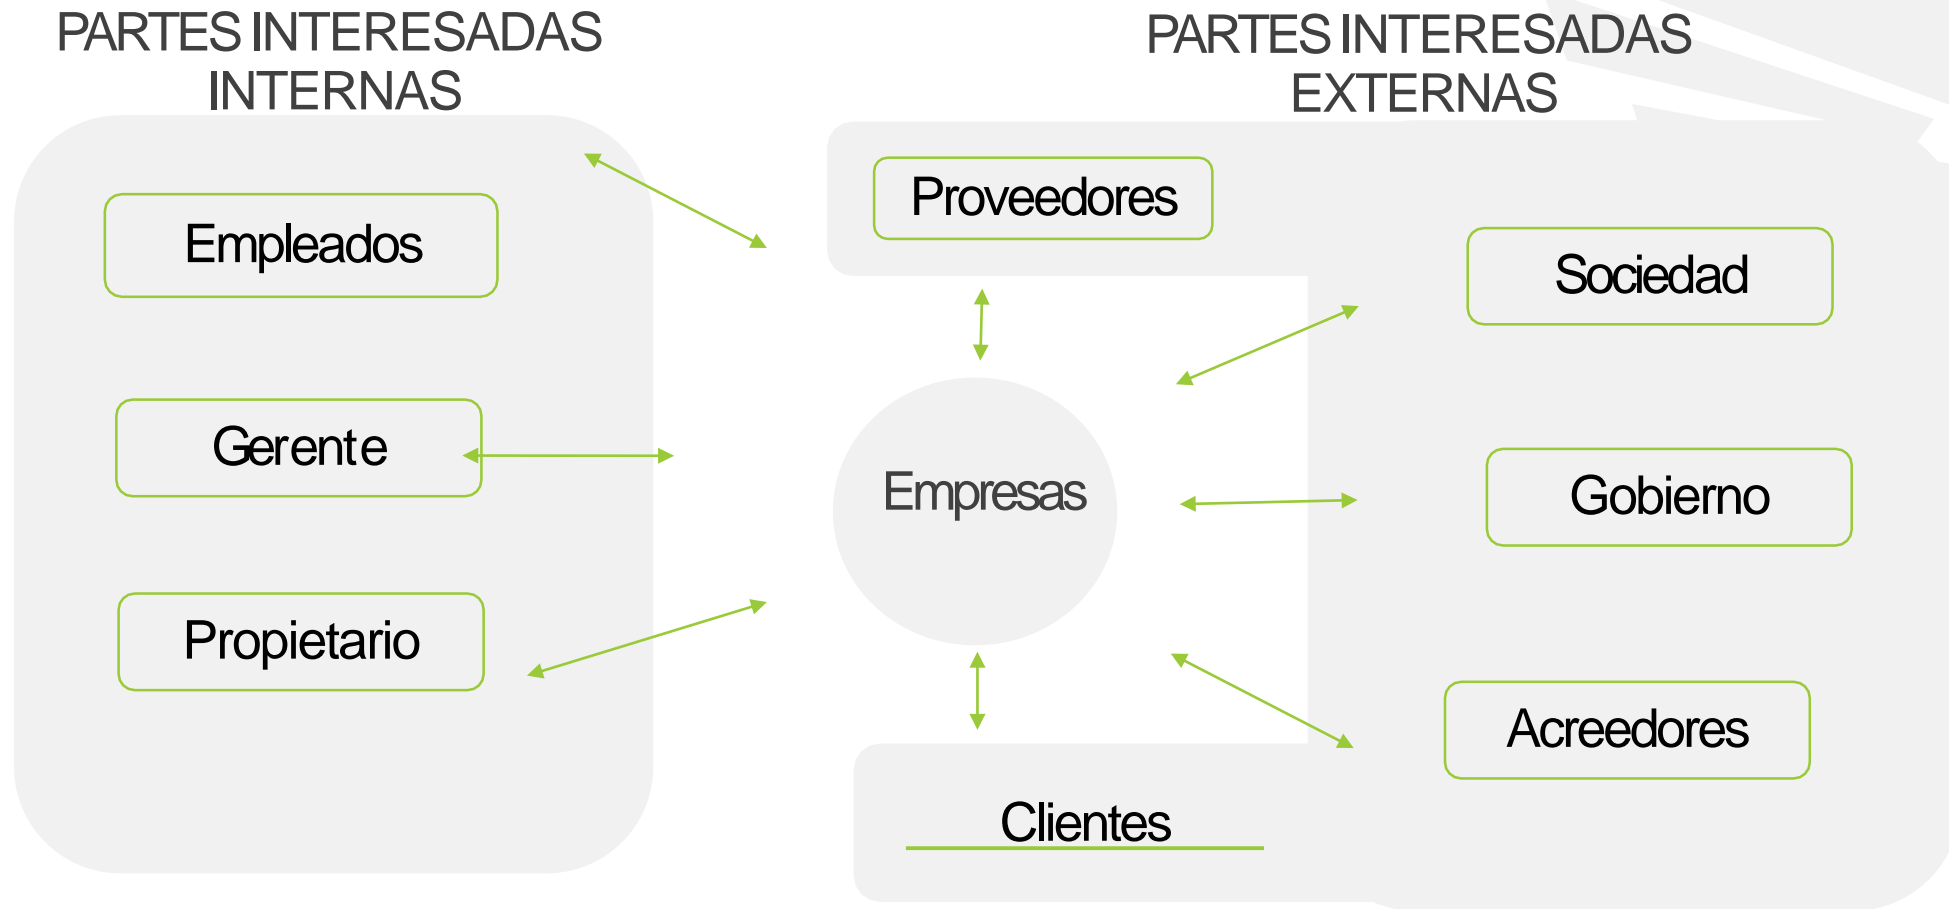 PARTES INTERESADAS
INTERNAS
Empleados
Gerente
Propietario
PARTES INTERESADAS
EXTERNAS
Proveedores
Sociedad
Empresas
Gobierno
Acreedores
Clientes